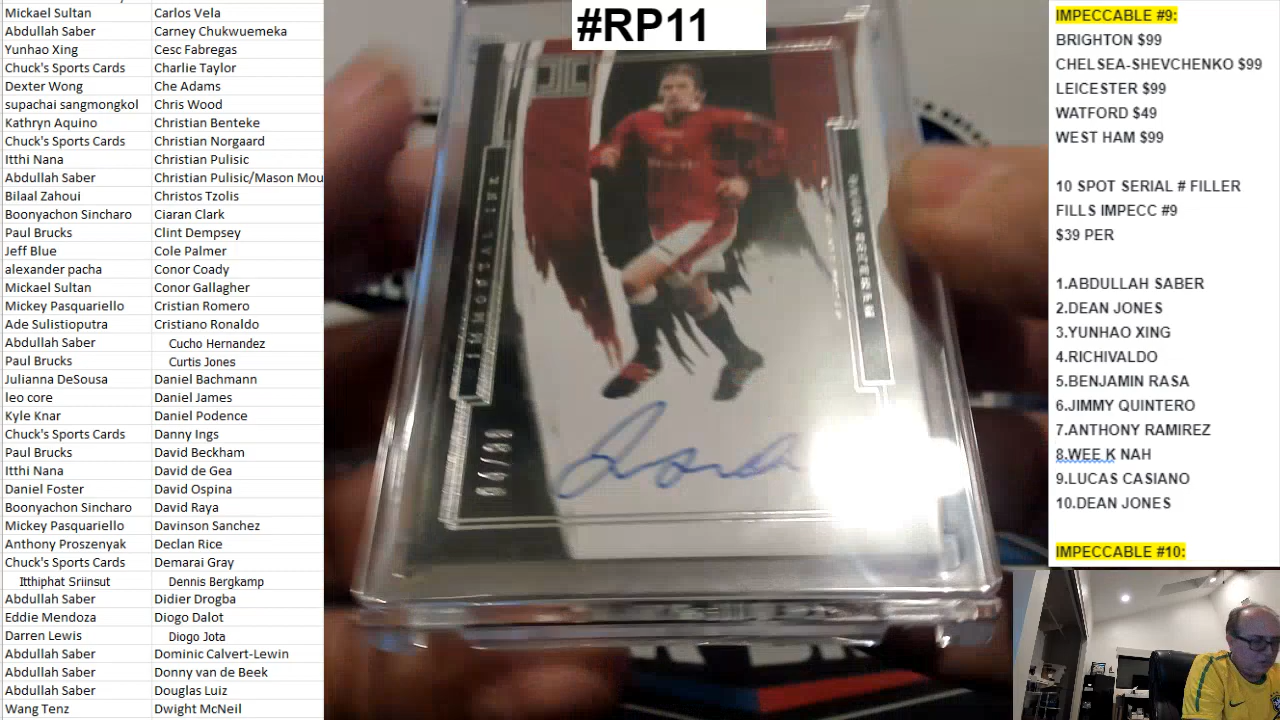 #RP11
Mickael Sultan Carlos Vela
Abdullah Saber Carney Chukwuemeka
Yunhao Xing Cesc Fabregas
Chuck's Sports Cards Charlie Taylor
Dexter Wong Che Adams
supachai sangmongkol Chris Wood
Kathryn Aquino Christian Benteke
Chuck's Sports Cards Christian Norgaard
Itthi Nana Christian Pulisic
Abdullah Saber Christian Pulisic/Mason Mou
Bilaal Zahoui Christos Tzolis
Boonyachon Sincharo Ciaran Clark
Paul Brucks Clint Dempsey
Jeff Blue Cole Palmer
alexander pacha Conor Coady
Mickael Sultan Conor Gallagher
Mickey Pasquariello Cristian Romero
Ade Sulistioputra Cristiano Ronaldo
Abdullah Saber Cucho Hernandez
Paul Brucks Curtis Jones
Julianna DeSousa Daniel Bachmann
leo core Daniel James
Kyle Knar Daniel Podence
Chuck's Sports Cards Danny Ings
Paul Brucks David Beckham
Itthi Nana David de Gea
Daniel Foster David Ospina
Boonyachon Sincharo David Raya
Mickey Pasquariello Davinson Sanchez
Anthony Proszenyak Declan Rice
Chuck's Sports Cards Demarai Gray
Itthiphat Sriinsut Dennis Bergkamp
Abdullah Saber Didier Drogba
Eddie Mendoza Diogo Dalot
Darren Lewis Diogo Jota
Abdullah Saber Dominic Calvert-Lewin
Abdullah Saber Donny van de Beek
Abdullah Saber Douglas Luiz
Wang Tenz Dwight McNeil
IMMORTAL INK
DAVID BECKHAM
IMPECCABLE #9:
BRIGHTON $99
CHELSEA-SHEVCHENKO $99
LEICESTER $99
WATFORD $49
WEST HAM $99
10 SPOT SERIAL # FILLER
FILLS IMPECC #9
$39 PER
1.ABDULLAH SABER
2.DEAN JONES
3.YUNHAO XING
4.RICHIVALDO
5.BENJAMIN RASA
6.JIMMY QUINTERO
7.ANTHONY RAMIREZ
8.WEE K NAH
9.LUCAS CASIANO
10.DEAN JONES
IMPECCABLE #10: